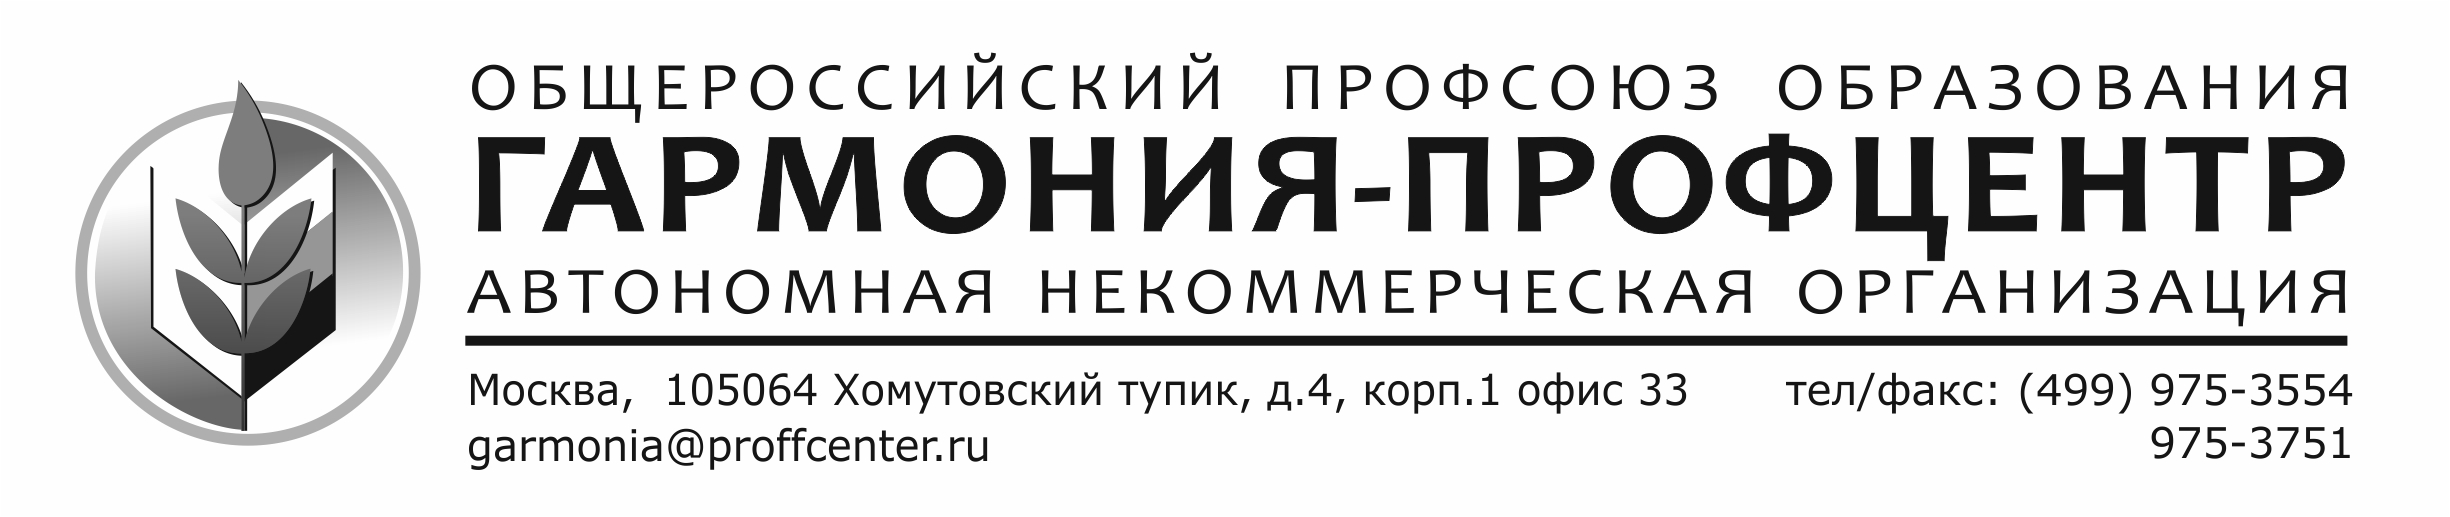 ОБЩЕРОССИЙСКИЙ ПРОФСОЮЗ ОБРАЗОВАНИЯ
ГАРМОНИЯ-ПРОФЦЕНТР
АВТОНОМНАЯ НЕКОММЕРЧЕСКАЯ ОРГАНИЗАЦИЯ
Москва, 105064 Хомутовский тупик, д.4, корп.1 офис 33 тел/факс: (499) 975-3554
garmonia@proffcenter.ru 975-3751